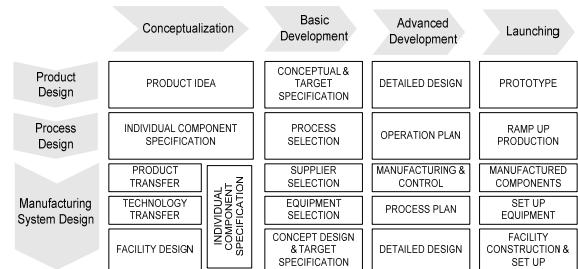 Conceptualization
Basic
Development
Advanced
Development
Launching
Product
Design
PRODUCT IDEA
CONCEPTUAL &
TARGET
SPECIFICATION
DETAILED DESIGN
PROTOTYPE
Process
Design
INDIVIDUAL COMPONENT
SPECIFICATION
PROCESS
SELECTION
OPERATION PLAN
RAMP UP
PRODUCTION
Manufacturing
System Design
PRODUCT
TRANSFER
TECHNOLOGY
TRANSFER
FACILITY DESIGN
INDIVIDUAL
COMPONENT
SPECIFICATION
SUPPLIER
SELECTION
MANUFACTURING &
CONTROL
MANUFACTURED
COMPONENTS
EQUIPMENT
SELECTION
PROCESS PLAN
SET UP
EQUIPMENT
CONCEPT DESIGN
& TARGET
SPECIFICATION
DETAILED DESIGN
FACILITY
CONSTRUCTION &
SET UP